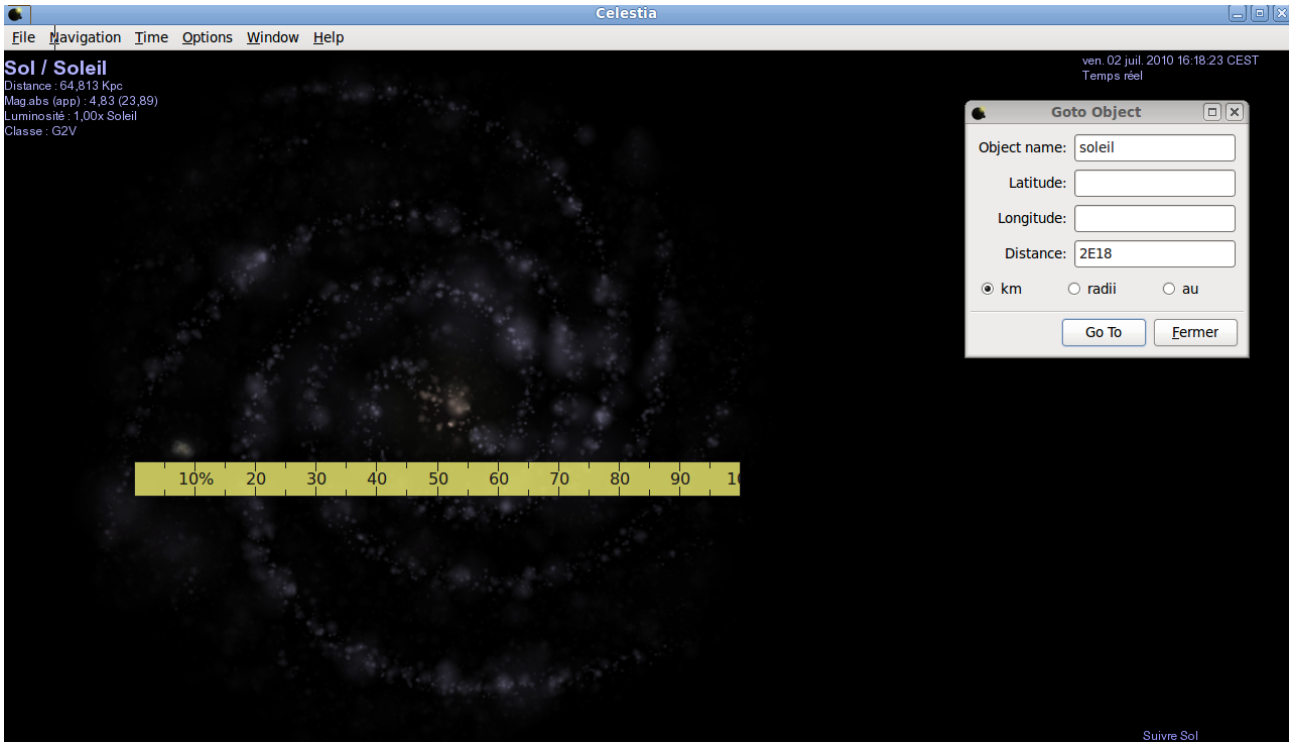 Celestia
File Navigation Time Options Window Help
Sol / Soleil
Distance : 64,813 Kpc
Mag.abs (app) : 4,83 (23,89)
Luminosité : 1,00x Soleil
Classe : G2V
ven. 02 juil. 2010 16:18:23 CEST
Temps réel
Goto Object
Object name: soleil
Latitude:
Longitude:
Distance: 2E18
km radii au
Go To Fermer
10% 20 30 40 50 60 70 80 90 10
Suivre Sol